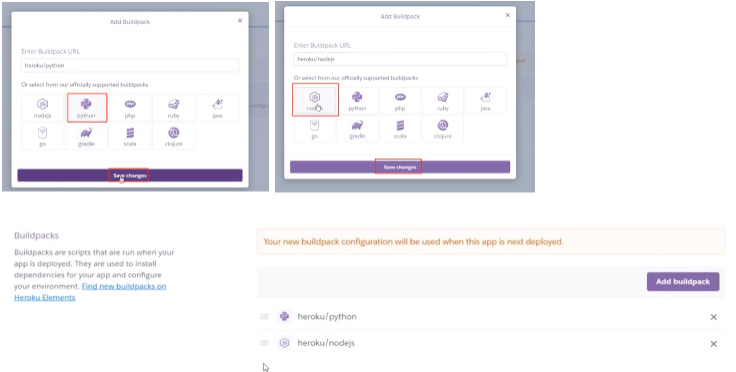 Add Buildpack
Enter Buildpack URL
heroku/python
Or select from our officially supported buildpacks
nodejs
python
php
ruby
java
go
gradle
scala
clojure
Save changes
Add Buildpack
Enter Buildpack URL
heroku/nodejs
Or select from our officially supported buildpacks
nodejs
python
php
ruby
java
go
gradle
scala
clojure
Save changes
Buildpacks
Buildpacks are scripts that are run when your
app is deployed. They are used to install
dependencies for your app and configure
your environment. Find new buildpacks on
Heroku Elements
Your new buildpack configuration will be used when this app is next deployed.
Add buildpack
heroku/python
heroku/nodejs